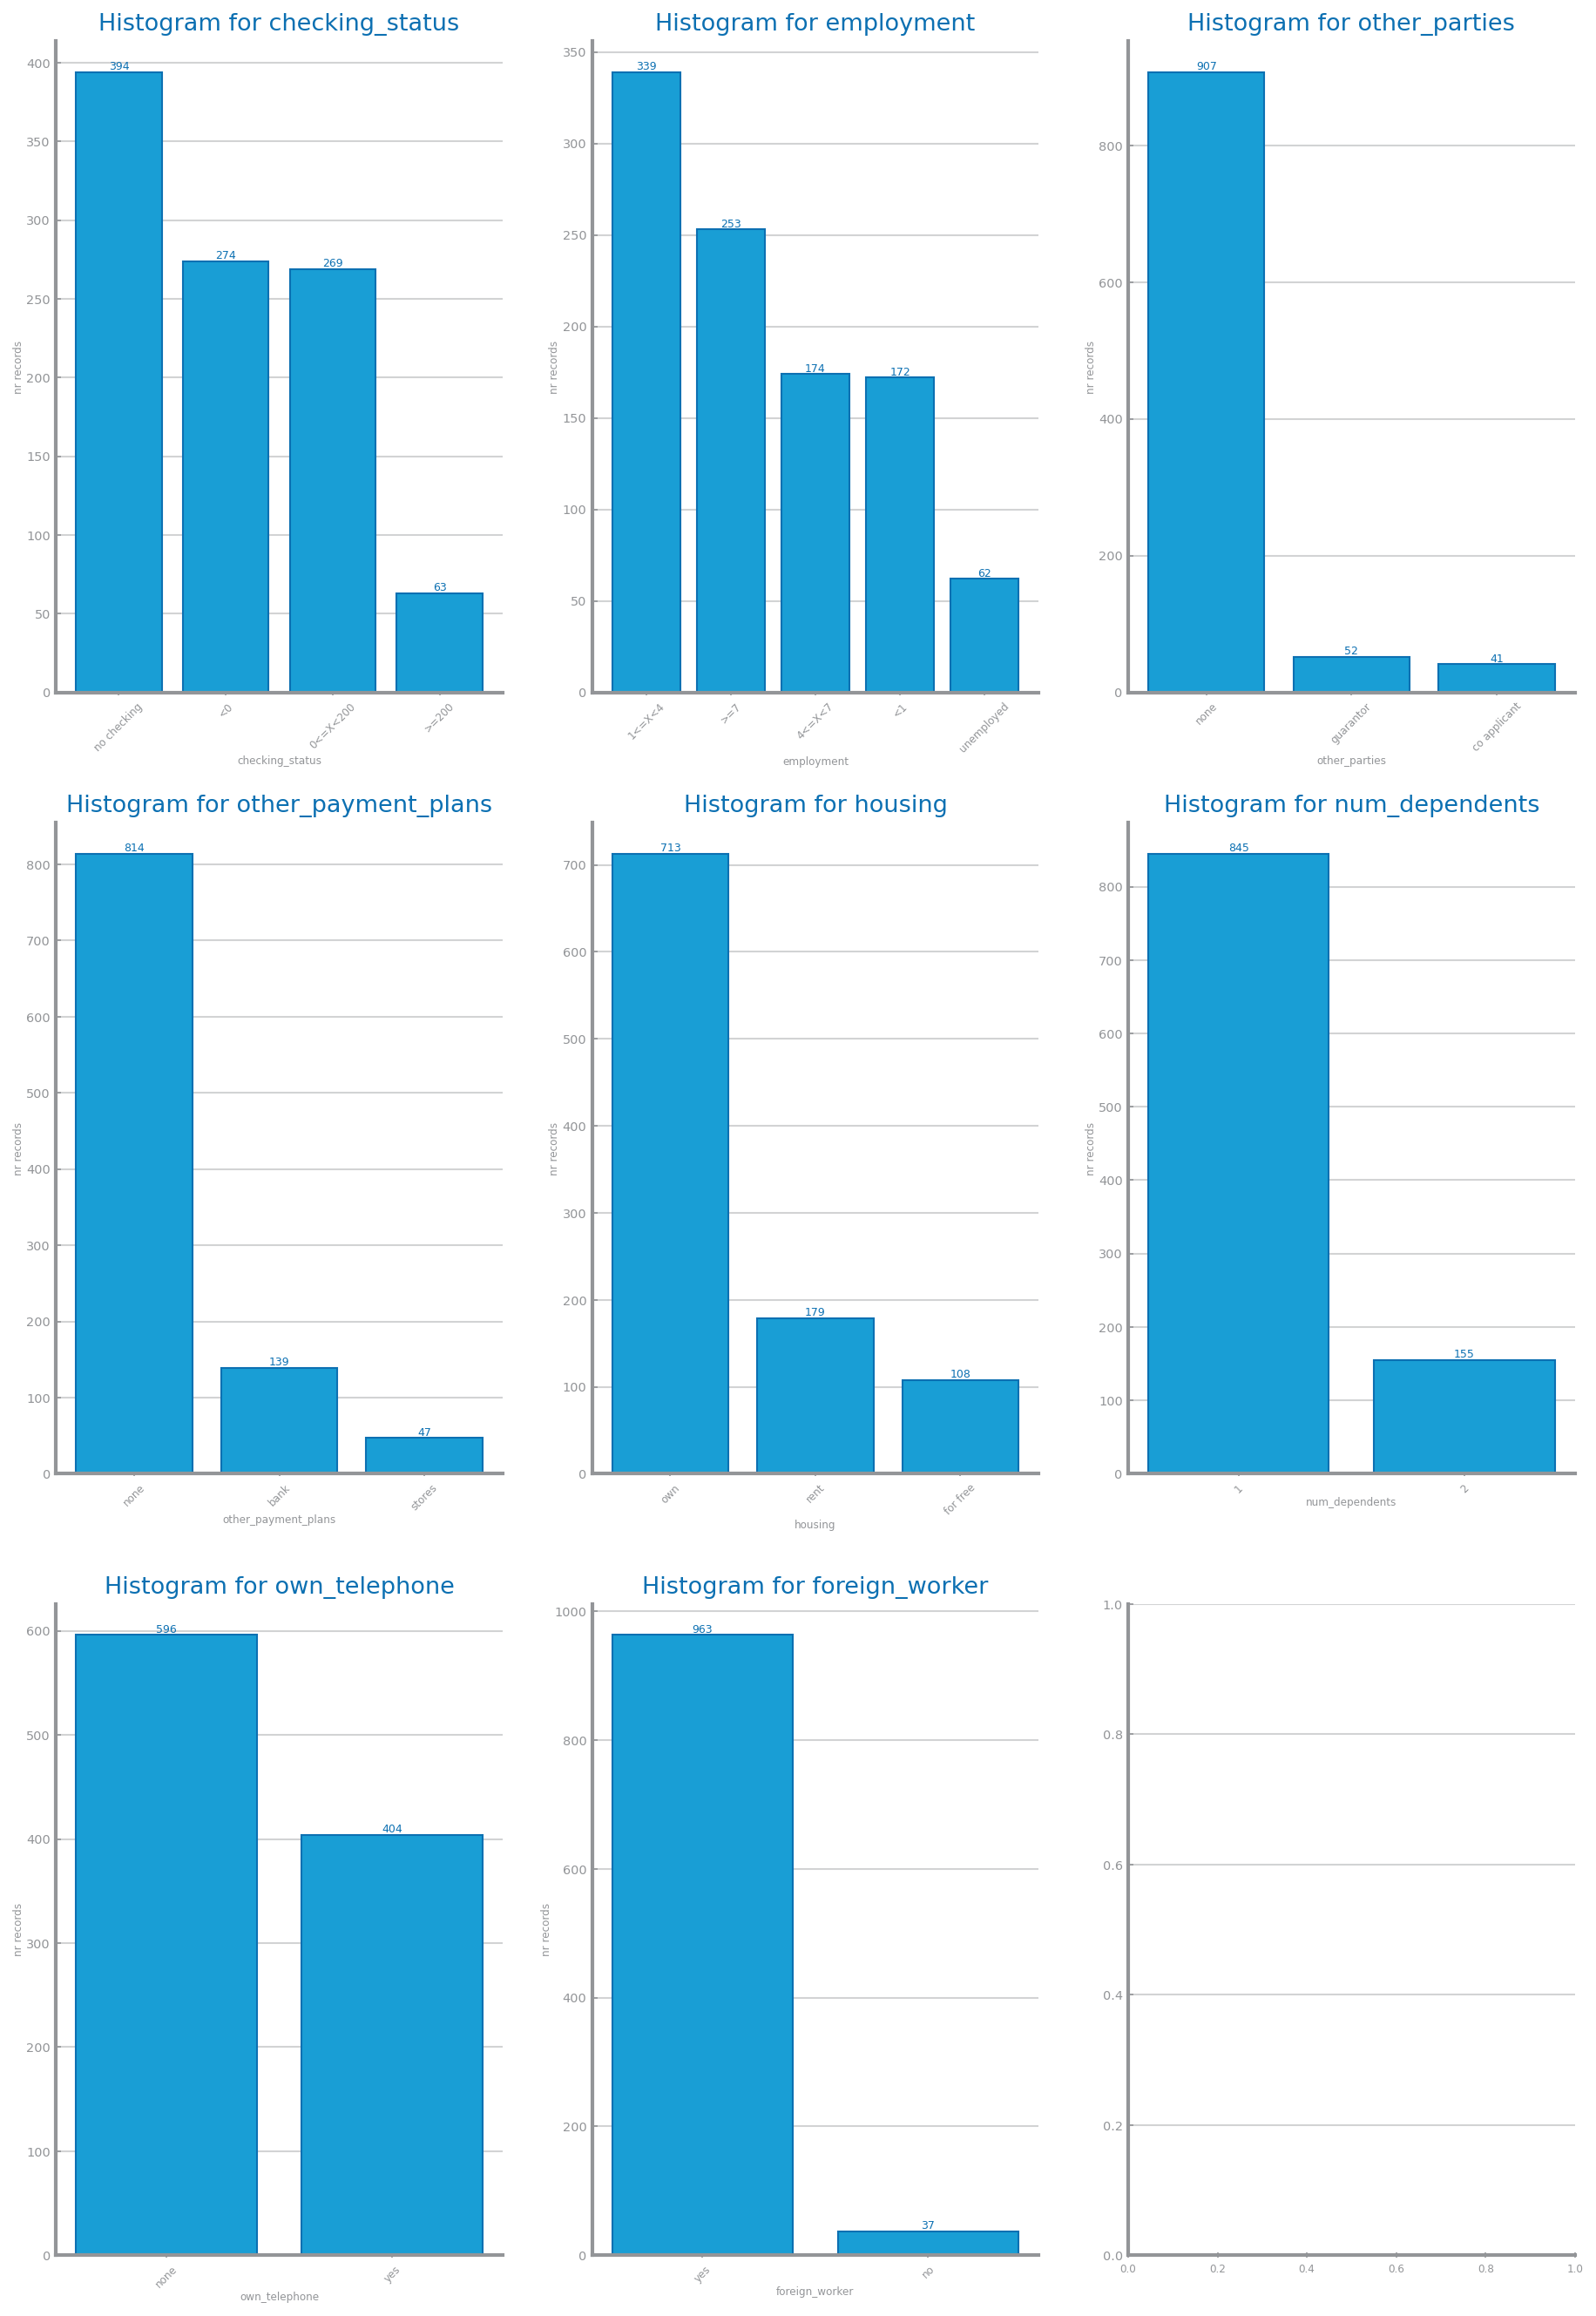 Histogram for checking_status
400
350
300
250
200
150
100
50
0
nr records
394
274
269
63
no checking
<0
0<=X<200
>=200
checking_status
Histogram for employment
350
300
250
200
150
100
50
0
nr records
339
253
174
172
62
1<=X<4
>=7
4<=X<7
<1
unemployed
employment
Histogram for other_parties
800
600
400
200
0
nr records
907
52
41
none
guarantor
co applicant
other_parties
Histogram for other_payment_plans
800
700
600
500
400
300
200
100
0
nr records
814
139
47
none
bank
stores
other_payment_plans
Histogram for housing
700
600
500
400
300
200
100
0
nr records
713
179
108
own
rent
for free
housing
Histogram for num_dependents
800
700
600
500
400
300
200
100
0
nr records
845
155
1
2
num_dependents
Histogram for own_telephone
600
500
400
300
200
100
0
nr records
596
404
none
yes
own_telephone
Histogram for foreign_worker
1000
800
600
400
200
0
nr records
963
37
yes
no
foreign_worker
1.0
0.8
0.6
0.4
0.2
0.0
0.0 0.2 0.4 0.6 0.8 1.0